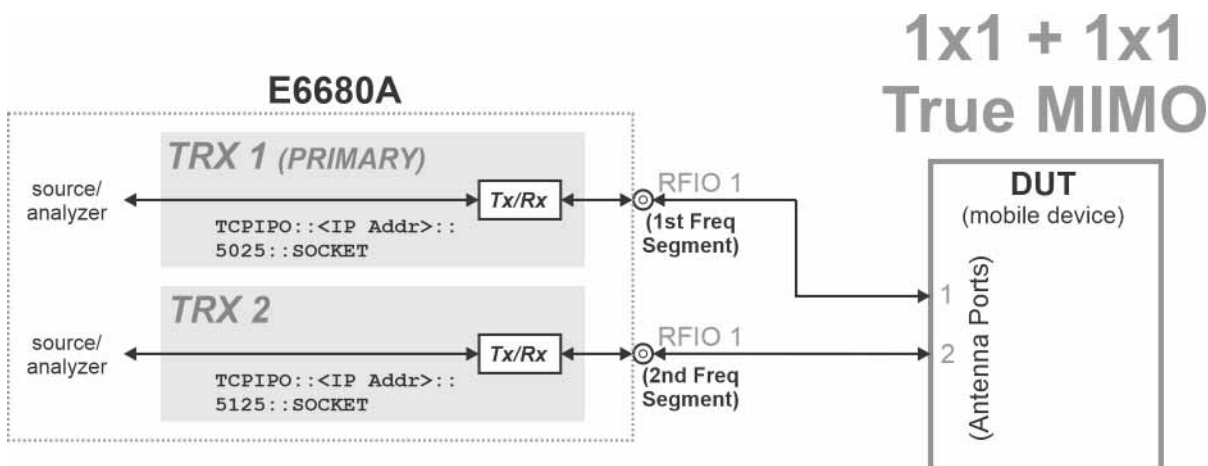 1x1 + 1x1
True MIMO
E6680A
TRX 1 (PRIMARY)
source/
analyzer
Tx/Rx
RFIO 1
(1st Freq
Segment)
TCPIPO::<IP Addr>::
5025::SOCKET
TRX 2
source/
analyzer
Tx/Rx
RFIO 1
(2nd Freq
Segment)
TCPIPO::<IP Addr>::
5125::SOCKET
DUT
(mobile device)
1
2
(Antenna Ports)